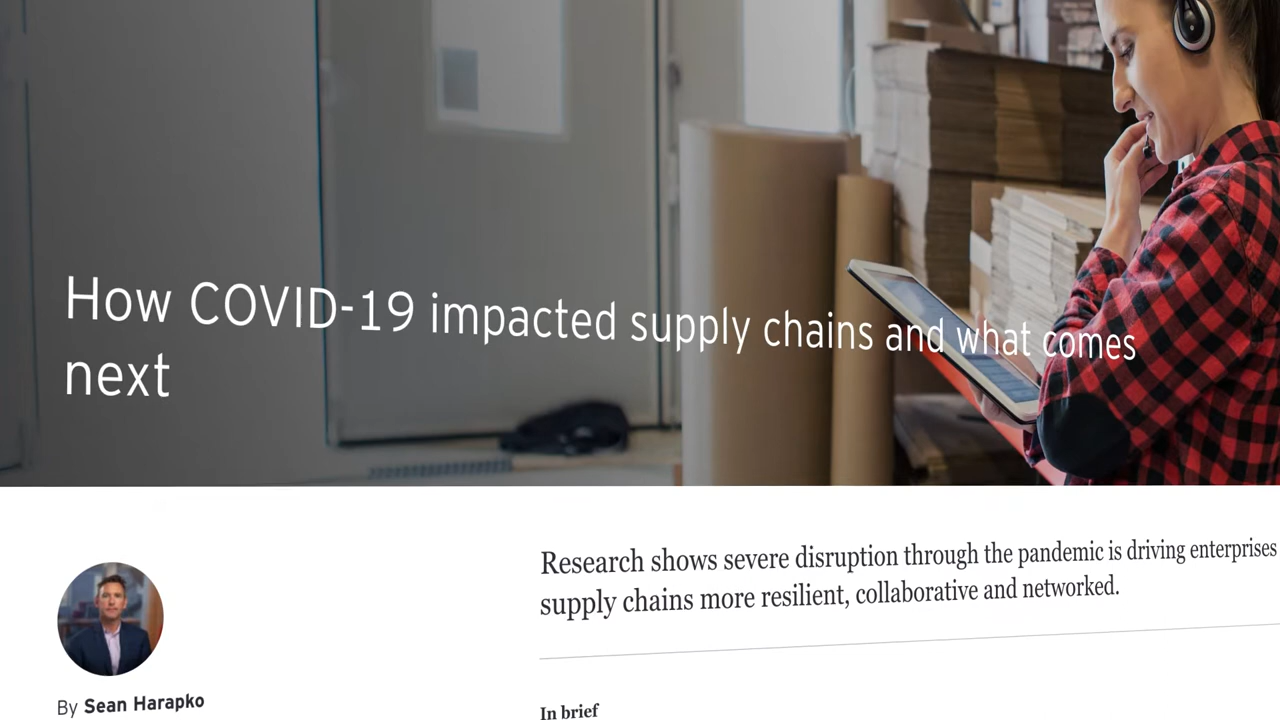 How COVID-19 impacted supply chains and what comes
next
Research shows severe disruption through the pandemic is driving enterprises
supply chains more resilient, collaborative and networked.
By Sean Harapko
In brief